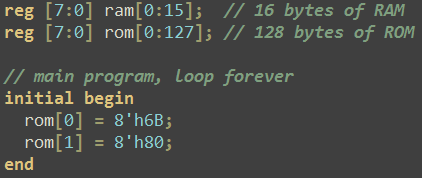 reg [7:0] ram[0:15];  // 16 bytes of RAM
reg [7:0] rom[0:127]; // 128 bytes of ROM
// main program, loop forever
initial begin
  rom[0] = 8'h6B;
  rom[1] = 8'h80;
end